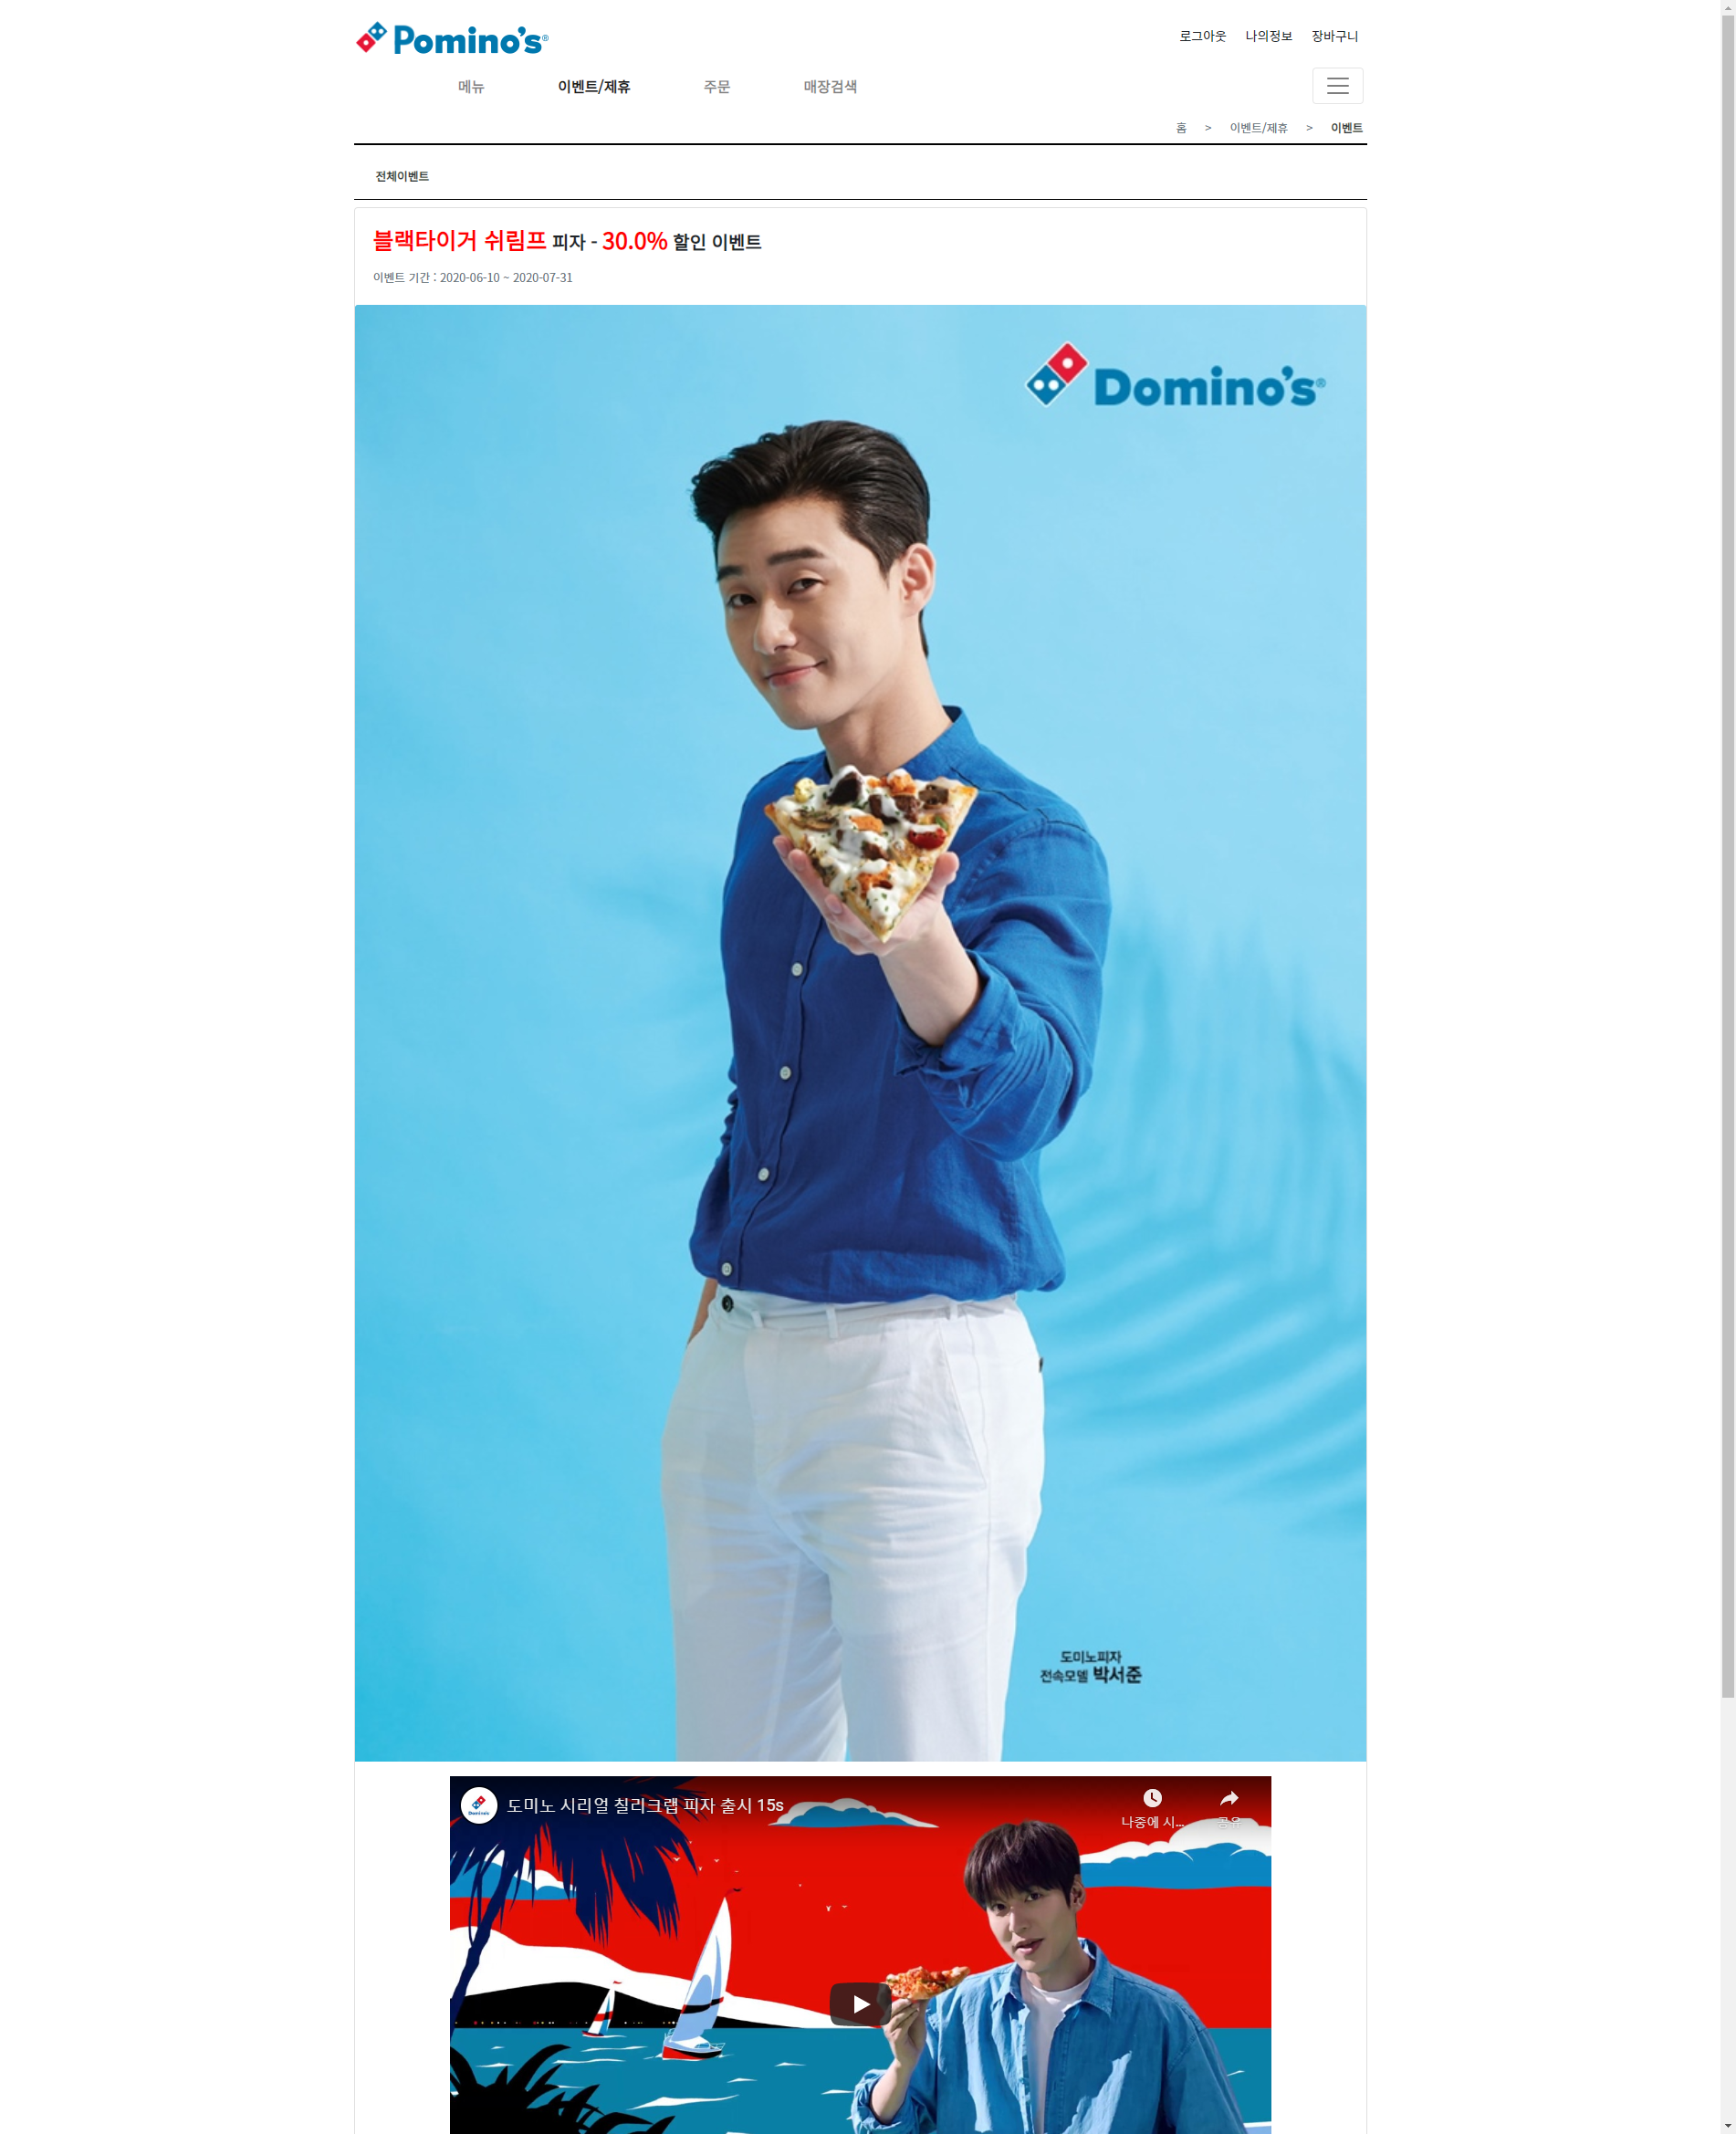 Pomino's®
로그아웃 나의정보 장바구니
메뉴 이벤트/제휴 주문 매장검색
홈 > 이벤트/제휴 > 이벤트
전체이벤트
블랙타이거 쉬림프 피자 - 30.0% 할인 이벤트
이벤트 기간 : 2020-06-10 ~ 2020-07-31
Domino's®
도미노피자
전속모델 박서준
Domino's
도미노 시리얼 칠리크랩 피자 출시 15s
나중에 시...
공유